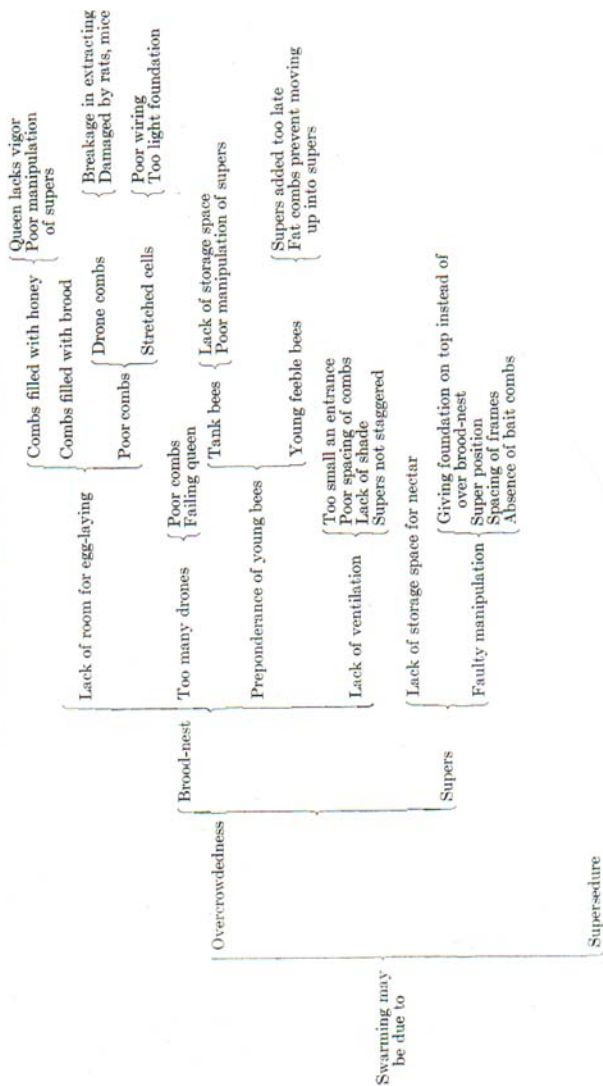 Swarming may
be due to
Overcrowdedness
Brood-nest
Lack of room for egg-laying
Combs filled with honey
Queen lacks vigor
Poor manipulation
of supers
Combs filled with brood
Poor combs
Drone combs
Breakage in extracting
Damaged by rats, mice
Stretched cells
Poor wiring
Too light foundation
Too many drones
Poor combs
Failing queen
Preponderance of young bees
Tank bees
Lack of storage space
Poor manipulation of supers
Young feeble bees
Supers added too late
Fat combs prevent moving
up into supers
Lack of ventilation
Too small an entrance
Poor spacing of combs
Lack of shade
Supers not staggered
Supers
Lack of storage space for nectar
Faulty manipulation
Giving foundation on top instead of
over brood-nest
Super position
Spacing of frames
Absence of bait combs
Supersedure